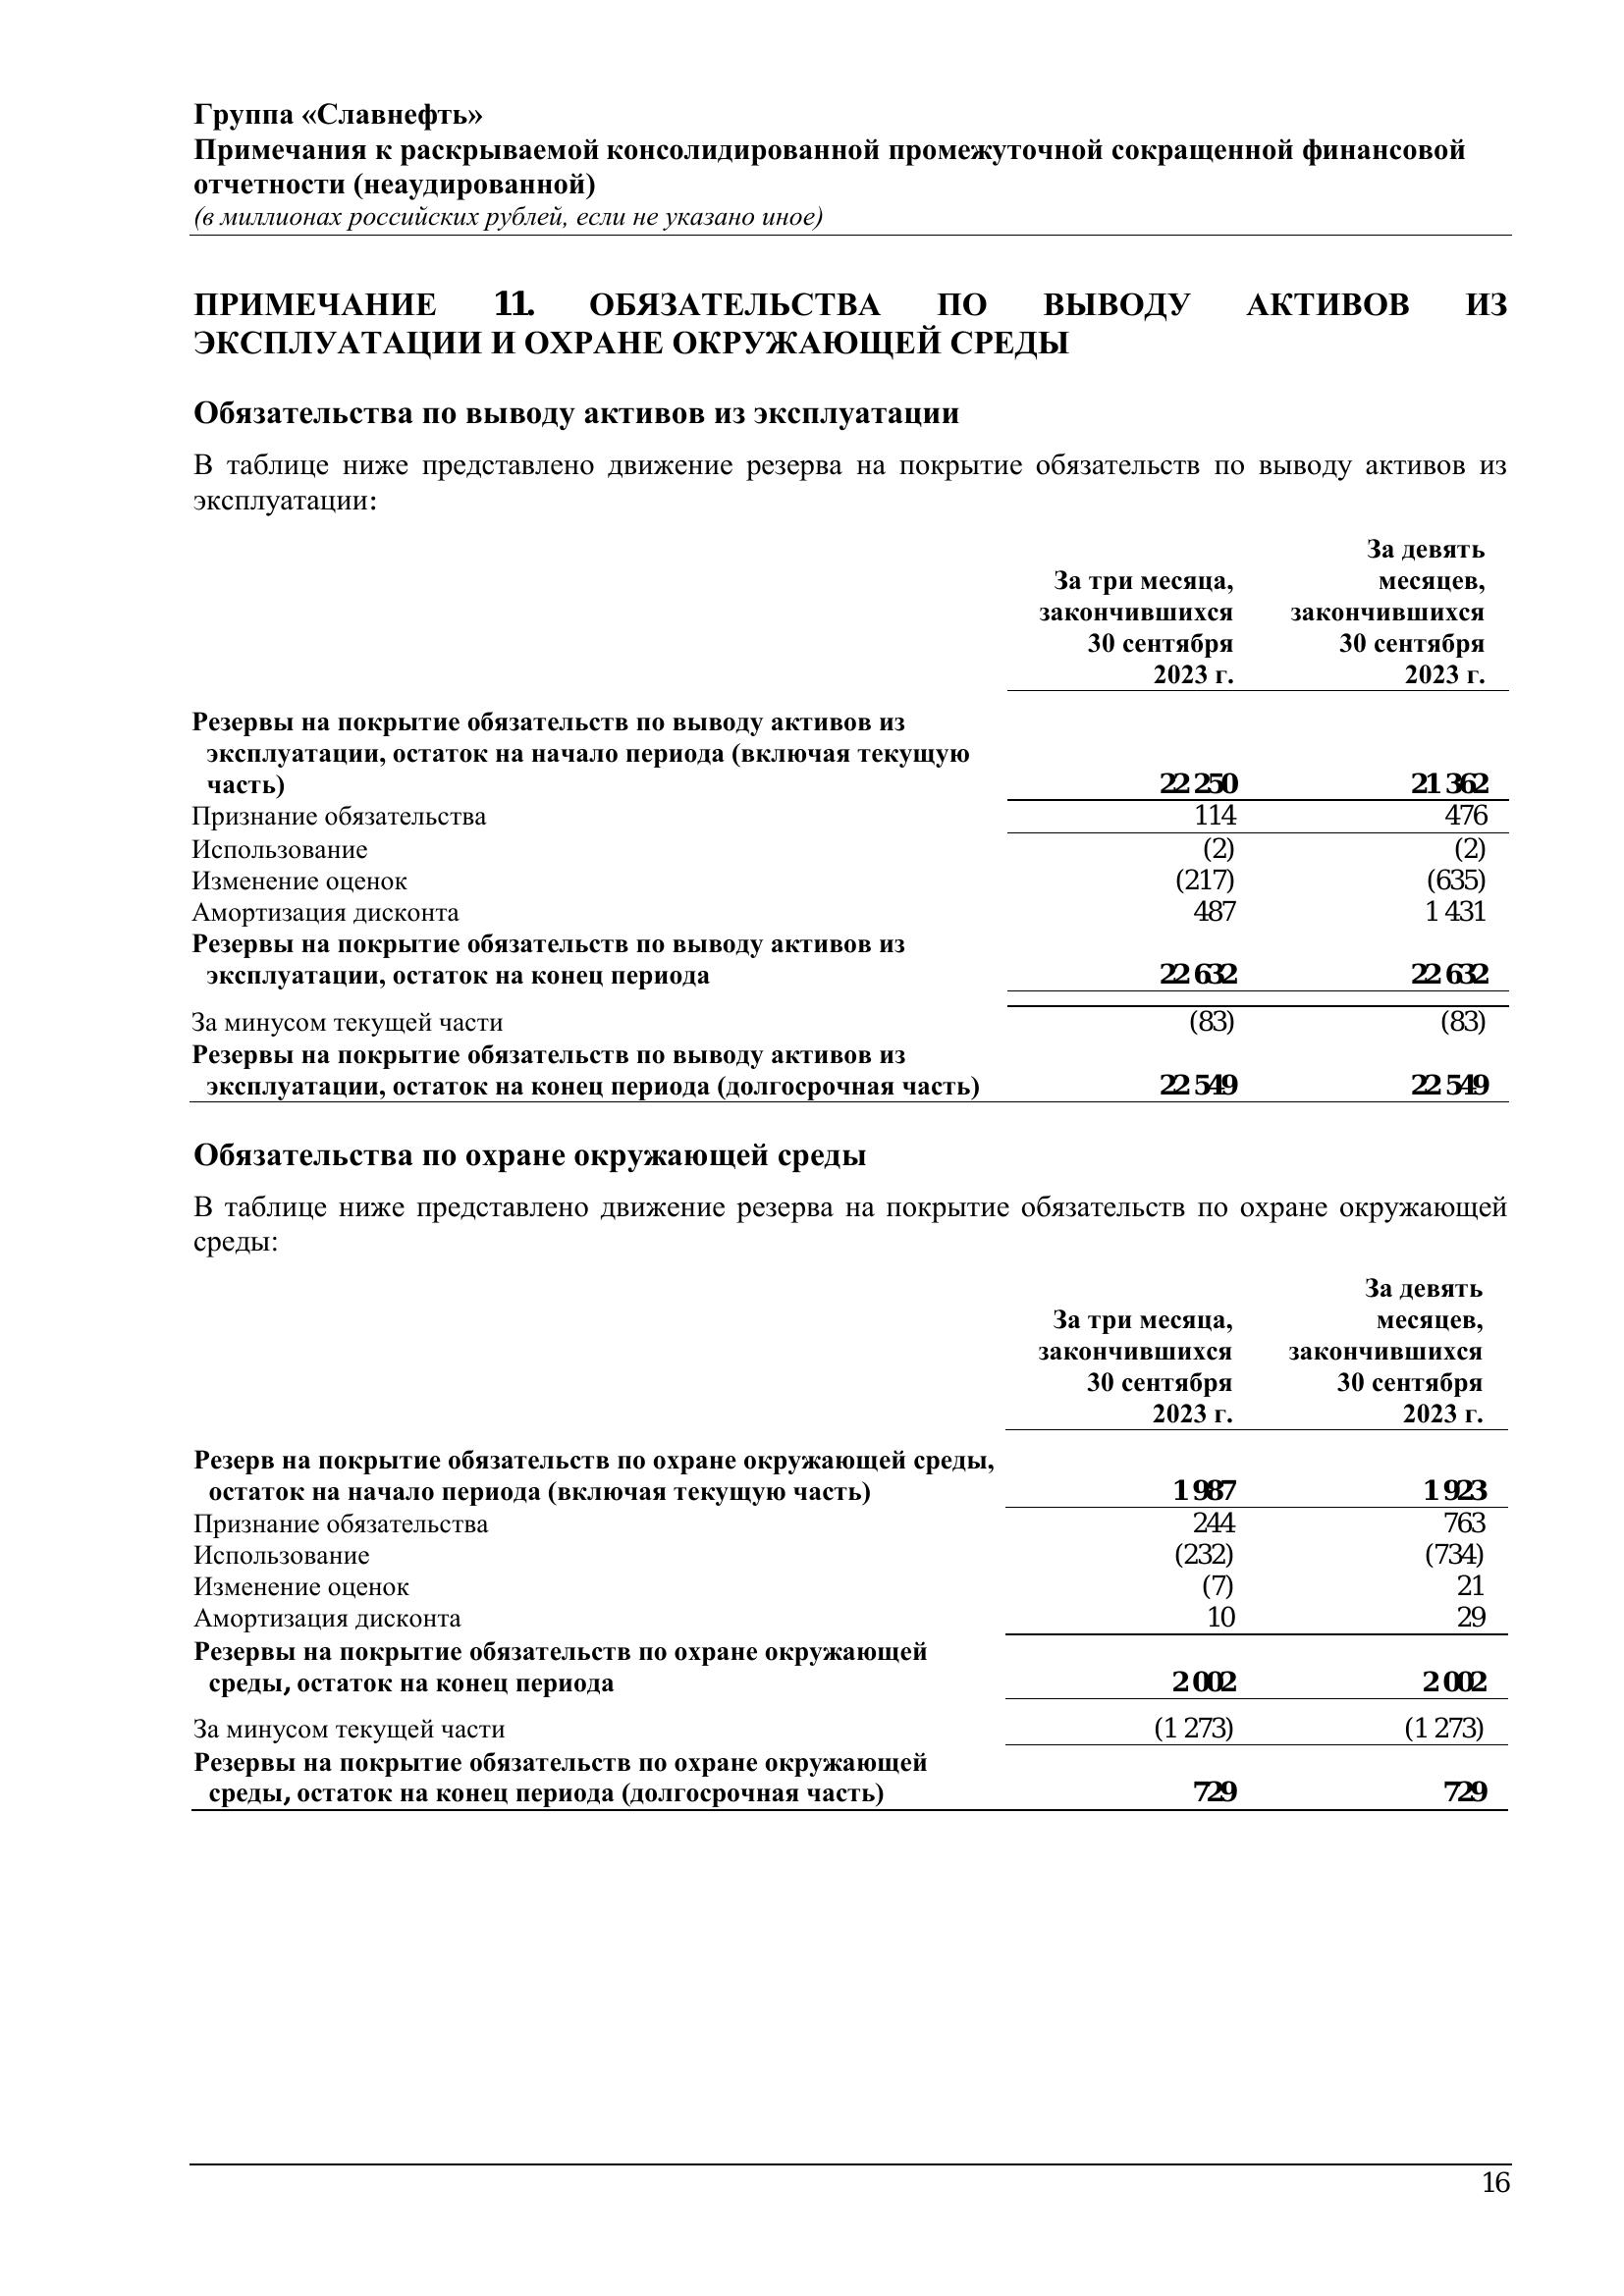 Группа «Славнефть»
Примечания к раскрываемой консолидированной промежуточной сокращенной финансовой
отчетности (неаудированной)
(в миллионах российских рублей, если не указано иное)
ПРИМЕЧАНИЕ 11. ОБЯЗАТЕЛЬСТВА ПО ВЫВОДУ АКТИВОВ ИЗ
ЭКСПЛУАТАЦИИ И ОХРАНЕ ОКРУЖАЮЩЕЙ СРЕДЫ
Обязательства по выводу активов из эксплуатации
В таблице ниже представлено движение резерва на покрытие обязательств по выводу активов из
эксплуатации:
За девять
За три месяца, месяцев,
закончившихся закончившихся
30 сентября 30 сентября
2023 г. 2023 г.
Резервы на покрытие обязательств по выводу активов из
эксплуатации, остаток на начало периода (включая текущую
часть) 22 250 21 362
Признание обязательства 114 476
Использование (2) (2)
Изменение оценок (217) (635)
Амортизация дисконта 487 1 431
Резервы на покрытие обязательств по выводу активов из
эксплуатации, остаток на конец периода 22 632 22 632
За минусом текущей части (83) (83)
Резервы на покрытие обязательств по выводу активов из
эксплуатации, остаток на конец периода (долгосрочная часть) 22 549 22 549
Обязательства по охране окружающей среды
В таблице ниже представлено движение резерва на покрытие обязательств по охране окружающей
среды:
За девять
За три месяца, месяцев,
закончившихся закончившихся
30 сентября 30 сентября
2023 г. 2023 г.
Резерв на покрытие обязательств по охране окружающей среды,
остаток на начало периода (включая текущую часть) 1 987 1 923
Признание обязательства 244 763
Использование (232) (734)
Изменение оценок (7) 21
Амортизация дисконта 10 29
Резервы на покрытие обязательств по охране окружающей
среды, остаток на конец периода 2 002 2 002
За минусом текущей части (1 273) (1 273)
Резервы на покрытие обязательств по охране окружающей
среды, остаток на конец периода (долгосрочная часть) 729 729
16